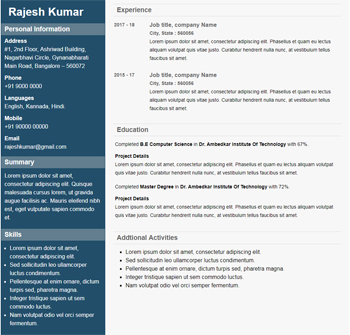 Rajesh Kumar
Personal Information
Address
#1, 2nd Floor, Ashirwad Building,
Nagarbhavi Circle, Gynanabharati
Main Road, Bangalore – 560072
Phone
+91 9000 0000
Languages
English, Kannada, Hindi.
Mobile
+91 90000 00000
Email
rajeshkumar@gmail.com
Summary
Lorem ipsum dolor sit amet,
consectetur adipiscing elit. Quisque
malesuada cursus lorem, at gravida
augue facilisis ac. Mauris eleifend nibh
est, eget vulputate sapien commodo
et.
Skills
• Lorem ipsum dolor sit amet,
consectetur adipiscing elit.
• Sed sollicitudin leo ullamcorper
luctus condimentum.
• Pellentesque at enim ornare,
dictum turpis sed, pharetra
magna.
• Integer tristique sapien ut sem
commodo luctus.
• Nam volutpat odio vel orci
semper fermentum.
Experience
2017 - 18 Job title, company Name
City, State : 560056
Lorem ipsum dolor sit amet, consectetur adipiscing elit. Phasellus et quam eu lectus
aliquam volutpat quis vitae justo. Curabitur hendrerit nulla nunc, at vestibulum lectus
faucibus sit amet.
2015 - 17 Job title, company Name
City, State : 560056
Lorem ipsum dolor sit amet, consectetur adipiscing elit. Phasellus et quam eu lectus
aliquam volutpat quis vitae justo. Curabitur hendrerit nulla nunc, at vestibulum lectus
faucibus sit amet.
Education
Completed B.E Computer Science in Dr. Ambedkar Institute Of Technology with 67%.
Project Details
Lorem ipsum dolor sit amet, consectetur adipiscing elit. Phasellus et quam eu lectus aliquam volutpat
quis vitae justo. Curabitur hendrerit nulla nunc, at vestibulum lectus faucibus sit amet.
Completed Master Degree in Dr. Ambedkar Institute Of Technology with 72%.
Project Details
Lorem ipsum dolor sit amet, consectetur adipiscing elit. Phasellus et quam eu lectus aliquam volutpat
quis vitae justo. Curabitur hendrerit nulla nunc, at vestibulum lectus faucibus sit amet.
Addtional Activities
• Lorem ipsum dolor sit amet, consectetur adipiscing elit.
• Sed sollicitudin leo ullamcorper luctus condimentum.
• Pellentesque at enim ornare, dictum turpis sed, pharetra magna.
• Integer tristique sapien ut sem commodo luctus.
• Nam volutpat odio vel orci semper fermentum.